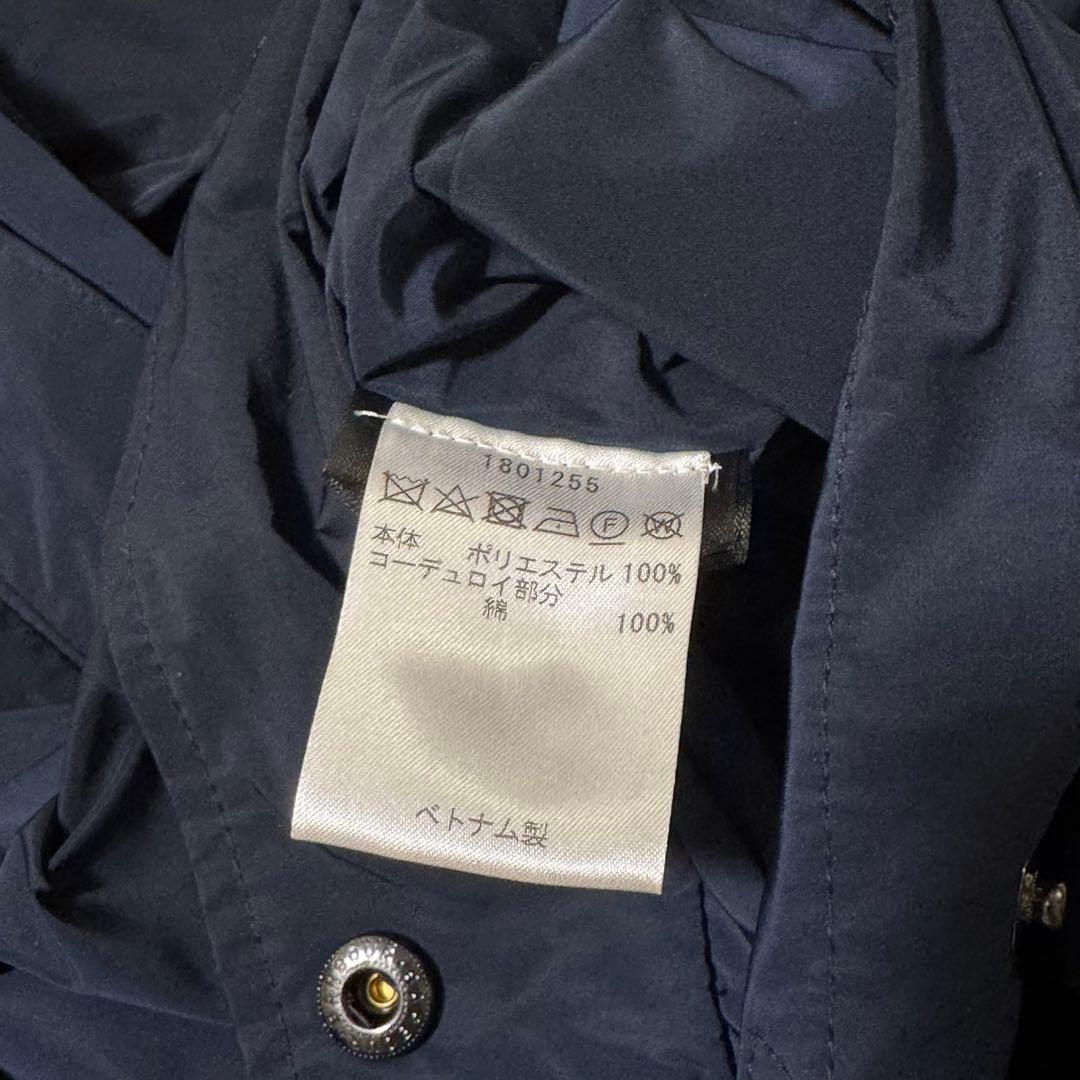 1801255
F W
本体 ポリエステル 100%
コーデュロイ部分
綿 100%
ベトナム製